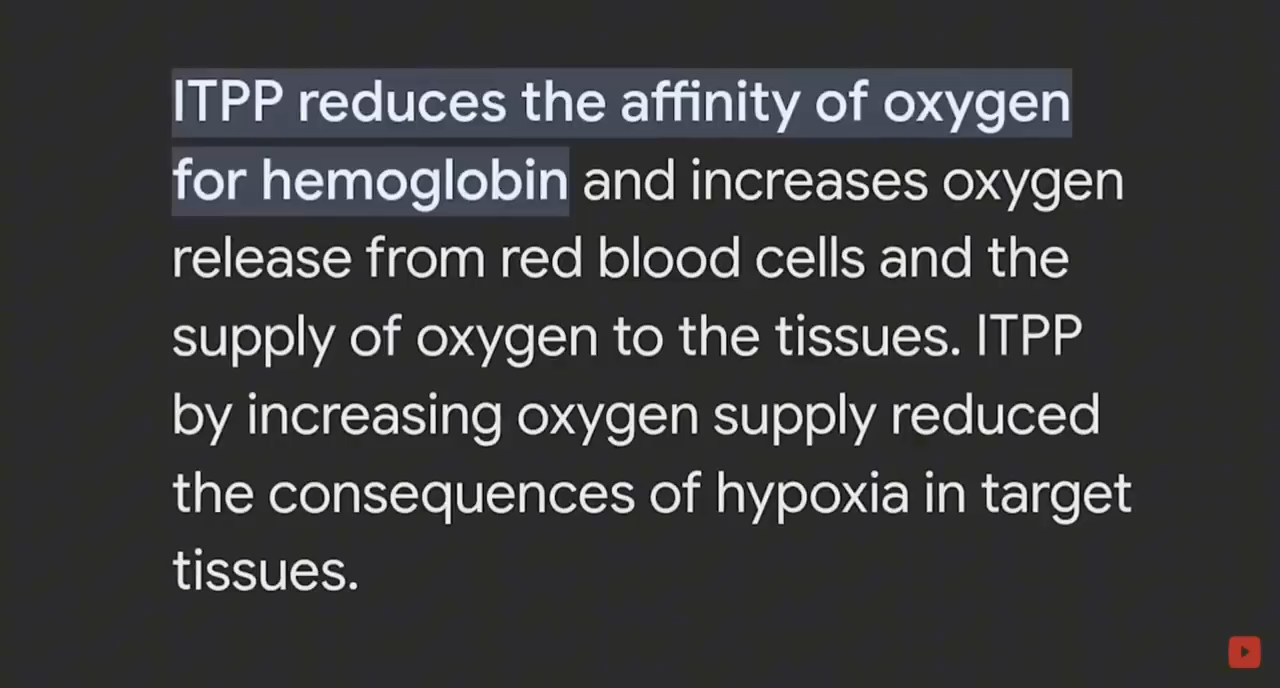 ITPP reduces the affinity of oxygen
for hemoglobin and increases oxygen
release from red blood cells and the
supply of oxygen to the tissues. ITPP
by increasing oxygen supply reduced
the consequences of hypoxia in target
tissues.